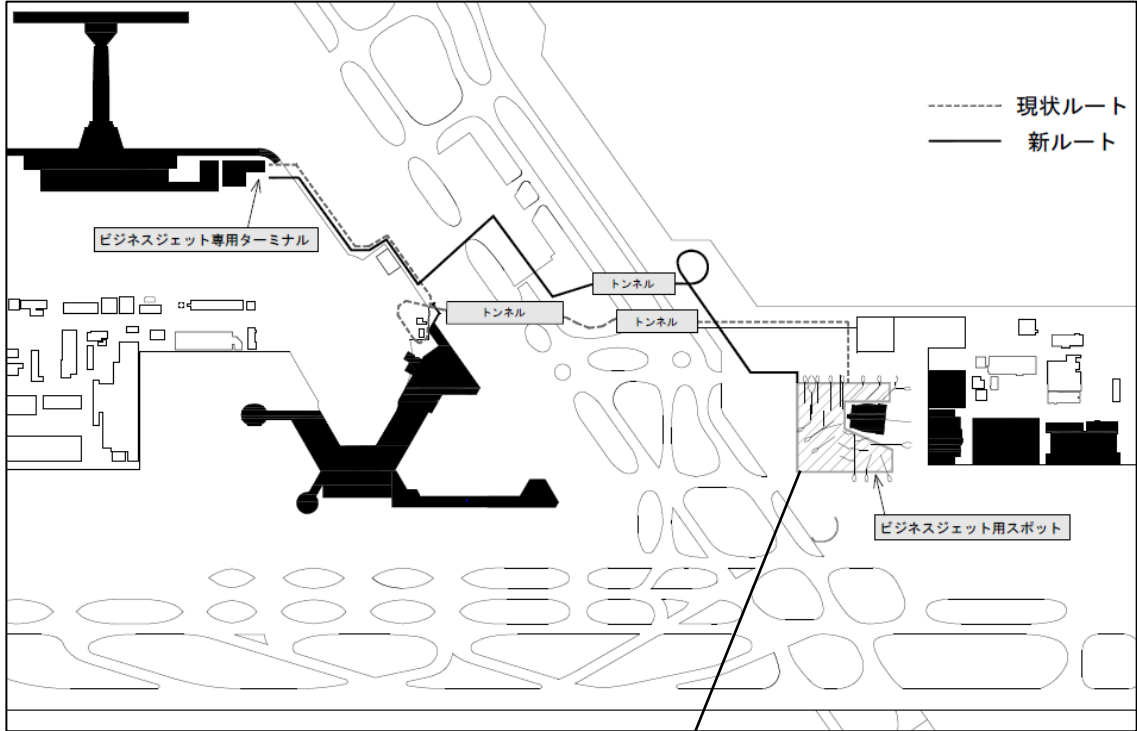 現状ルート
新ルート
ビジネスジェット専用ターミナル
トンネル
トンネル
トンネル
ビジネスジェット用スポット